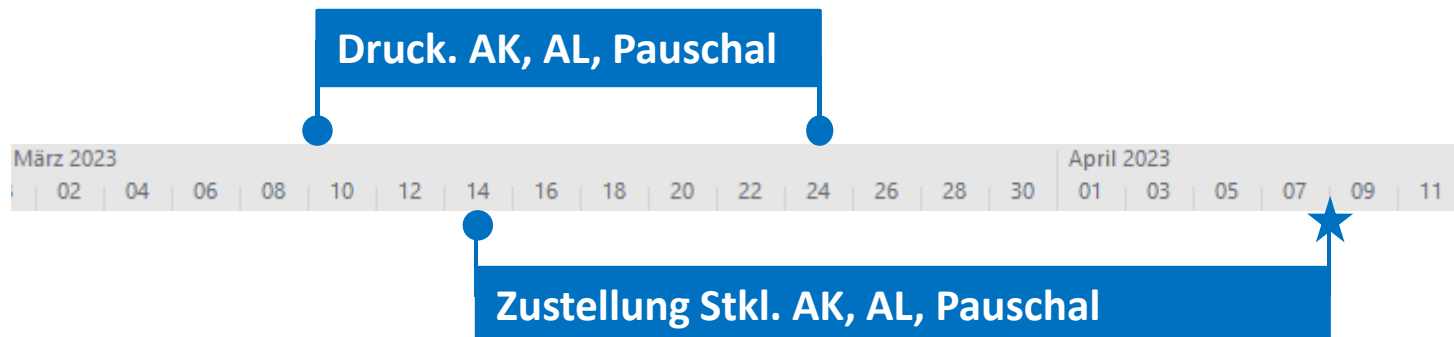 Druck. AK, AL, Pauschal
März 2023 April 2023
02 04 06 08 10 12 14 16 18 20 22 24 26 28 30 01 03 05 07 09 11
Zustellung Stkl. AK, AL, Pauschal